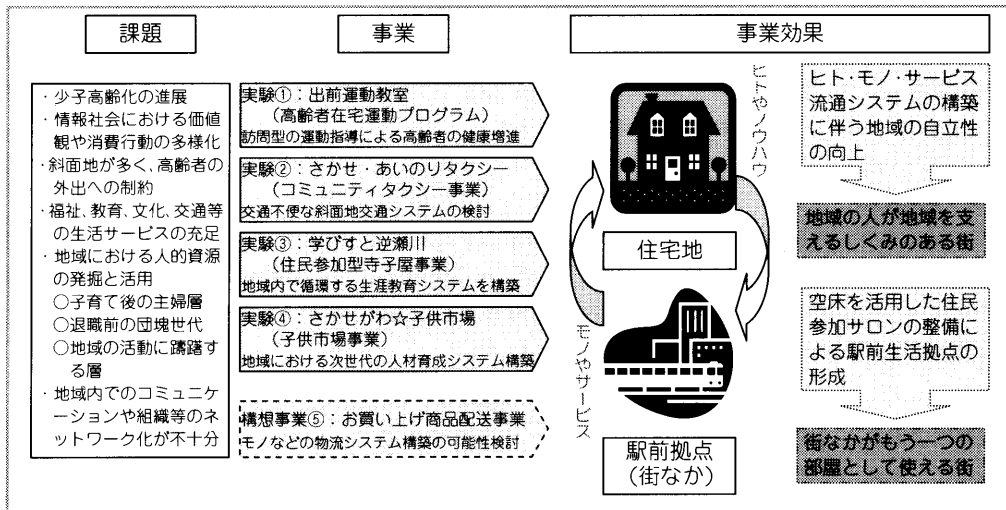 課題
事業
事業効果
・少子高齢化の進展
・情報社会における価値
観や消費行動の多様化
・斜面地が多く、高齢者の
外出への制約
・福祉、教育、文化、交通等
の生活サービスの充足
・地域における人的資源
の発掘と活用
○子育て後の主婦層
○退職前の団塊世代
○地域の活動に躊躇す
る層
・地域内でのコミュニケ
ーションや組織等のネ
ットワーク化が不十分
実験①：出前運動教室
（高齢者在宅運動プログラム）
訪問型の運動指導による高齢者の健康増進
実験②：さかせ・あいのりタクシー
（コミュニティタクシー事業）
交通不便な斜面地交通システムの検討
実験③：学びすと逆瀬川
（住民参加型寺子屋事業）
地域内で循環する生涯教育システムを構築
実験④：さかせがわ☆子供市場
（子供市場事業）
地域における次世代の人材育成システム構築
構想事業⑤：お買い上げ商品配送事業
モノなどの物流システム構築の可能性検討
ヒトやノウハウ
住宅地
モノやサービス
駅前拠点
（街なか）
ヒト・モノ・サービス
流通システムの構築
に伴う地域の自立性
の向上
地域の人が地域を支
えるしくみのある街
空床を活用した住民
参加サロンの整備に
よる駅前生活拠点の
形成
街なかがもう一つの
部屋として使える街